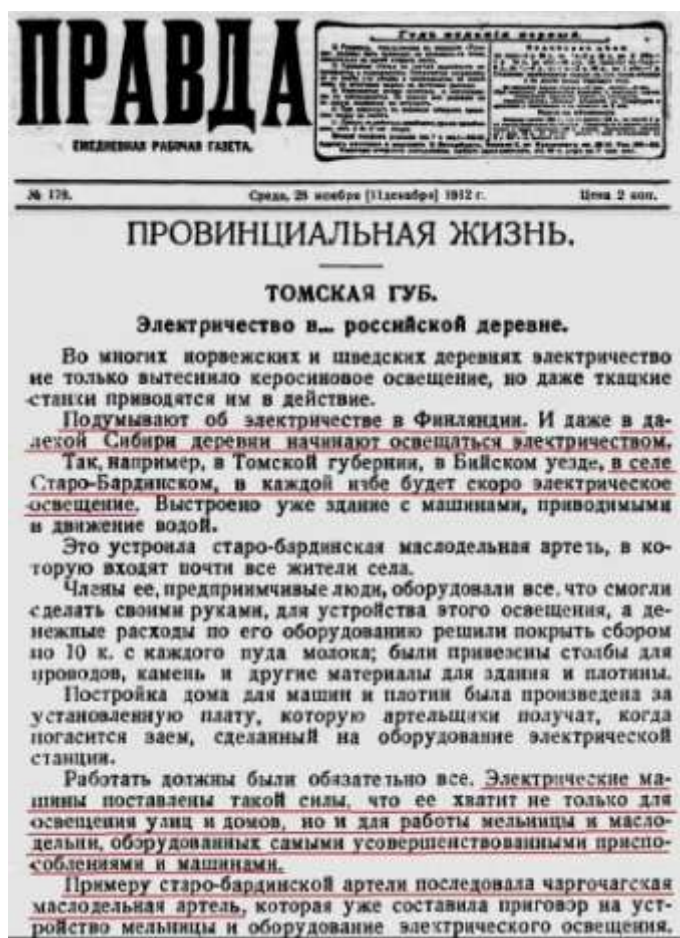 ПРАВДА
ЕЖЕДНЕВНАЯ РАБОЧАЯ ГАЗЕТА.
Годъ изданія первый.
№ 178.
Среда, 28 ноября [11 декабря] 1912 г.
Цена 2 коп.
ПРОВИНЦИАЛЬНАЯ ЖИЗНЬ.
ТОМСКАЯ ГУБ.
Электричество в... российской деревне.
Во многих норвежских и шведских деревнях электричество
не только вытеснило керосиновое освещение, но даже ткацкие
станки приводятся им в действие.
Подумывают об электричестве в Финляндии. И даже в да-
лекой Сибири деревни начинают освещаться электричеством.
Так, например, в Томской губернии, в Бийском уезде, в селе
Старо-Бардинском, в каждой избе будет скоро электрическое
освещение. Выстроено уже здание с машинами, приводимыми
в движение водой.
Это устроила старо-бардинская маслодельная артель, в ко-
торую входят почти все жители села.
Члены ее, предприимчивые люди, оборудовали все, что смогли
сделать своими руками, для устройства этого освещения, а де-
нежные расходы по его оборудованию решили покрыть сбором
по 10 к. с каждого пуда молока; были привезены столбы для
проводов, камень и другие материалы для здания и плотины.
Постройка дома для машин и плотин была произведена за
установленную плату, которую артельщики получат, когда
погасится заем, сделанный на оборудование электрической
станции.
Работать должны были обязательно все. Электрические ма-
шины поставлены такой силы, что ее хватит не только для
освещения улиц и домов, но и для работы мельницы и масло-
дельни, оборудованных самыми усовершенствованными приспо-
соблениями и машинами.
Примеру старо-бардинской артели последовала чаргочагская
маслодельная артель, которая уже составила приговор на уст-
ройство мельницы и оборудование электрического освещения.